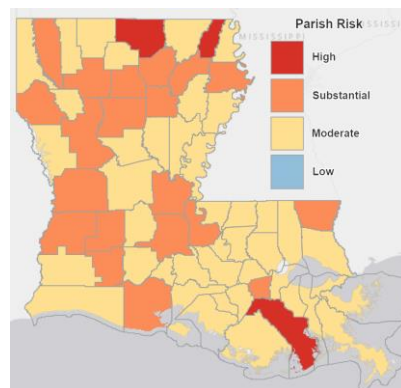 Parish Risk
MISSISSIPPI
High
Substantial
Moderate
Low